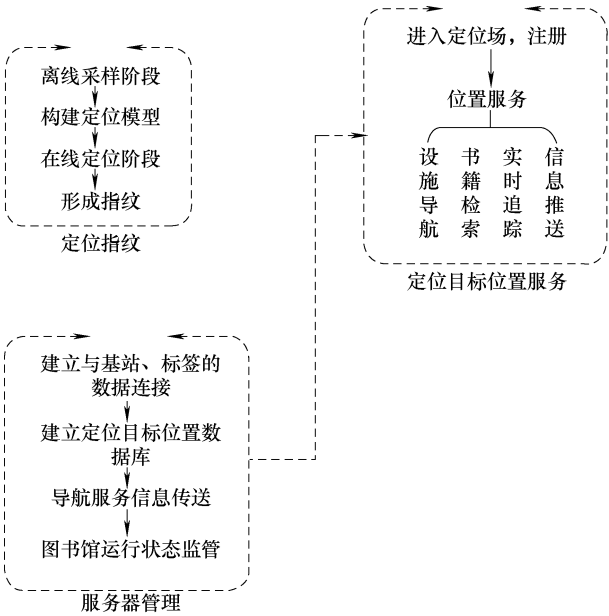 离线采样阶段
构建定位模型
在线定位阶段
形成指纹
定位指纹
进入定位场，注册
位置服务
设施导航
书籍检索
实时追踪
信息推送
定位目标位置服务
建立与基站、标签的
数据连接
建立定位目标位置数
据库
导航服务信息传送
图书馆运行状态监管
服务器管理